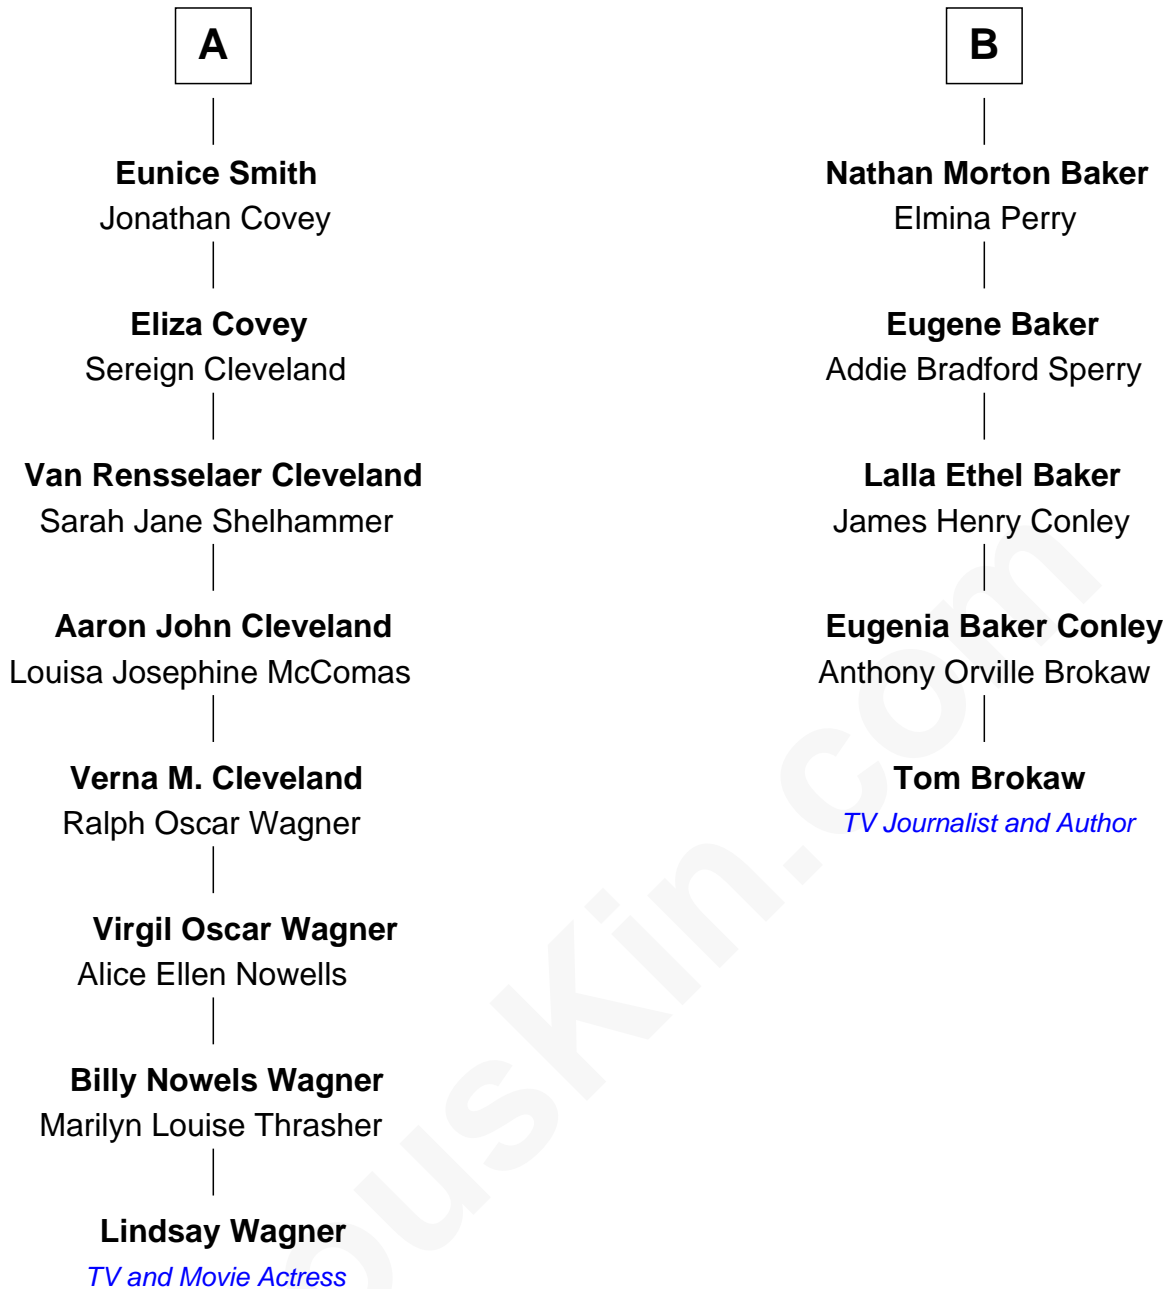 A
Eunice Smith
Jonathan Covey
Eliza Covey
Sereign Cleveland
Van Rensselaer Cleveland
Sarah Jane Shelhammer
Aaron John Cleveland
Louisa Josephine McComas
Verna M. Cleveland
Ralph Oscar Wagner
Virgil Oscar Wagner
Alice Ellen Nowells
Billy Nowels Wagner
Marilyn Louise Thrasher
Lindsay Wagner
TV and Movie Actress
B
Nathan Morton Baker
Elmina Perry
Eugene Baker
Addie Bradford Sperry
Lalla Ethel Baker
James Henry Conley
Eugenia Baker Conley
Anthony Orville Brokaw
Tom Brokaw
TV Journalist and Author
ousKin.com